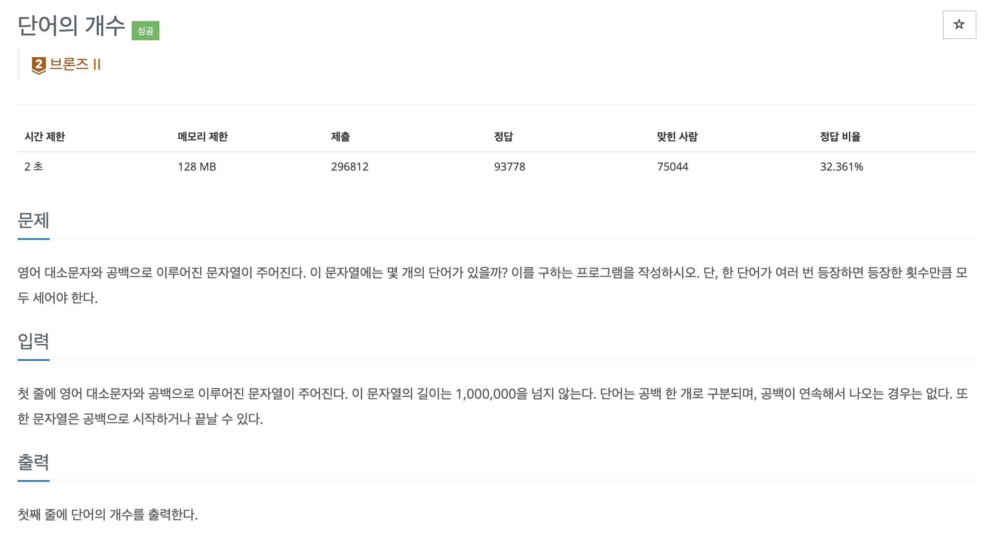 단어의 개수 성공
2 브론즈 II
시간 제한 메모리 제한 제출 정답 맞힌 사람 정답 비율
2 초 128 MB 296812 93778 75044 32.361%
문제
영어 대소문자와 공백으로 이루어진 문자열이 주어진다. 이 문자열에는 몇 개의 단어가 있을까? 이를 구하는 프로그램을 작성하시오. 단, 한 단어가 여러 번 등장하면 등장한 횟수만큼 모
두 세어야 한다.
입력
첫 줄에 영어 대소문자와 공백으로 이루어진 문자열이 주어진다. 이 문자열의 길이는 1,000,000을 넘지 않는다. 단어는 공백 한 개로 구분되며, 공백이 연속해서 나오는 경우는 없다. 또
한 문자열은 공백으로 시작하거나 끝날 수 있다.
출력
첫째 줄에 단어의 개수를 출력한다.